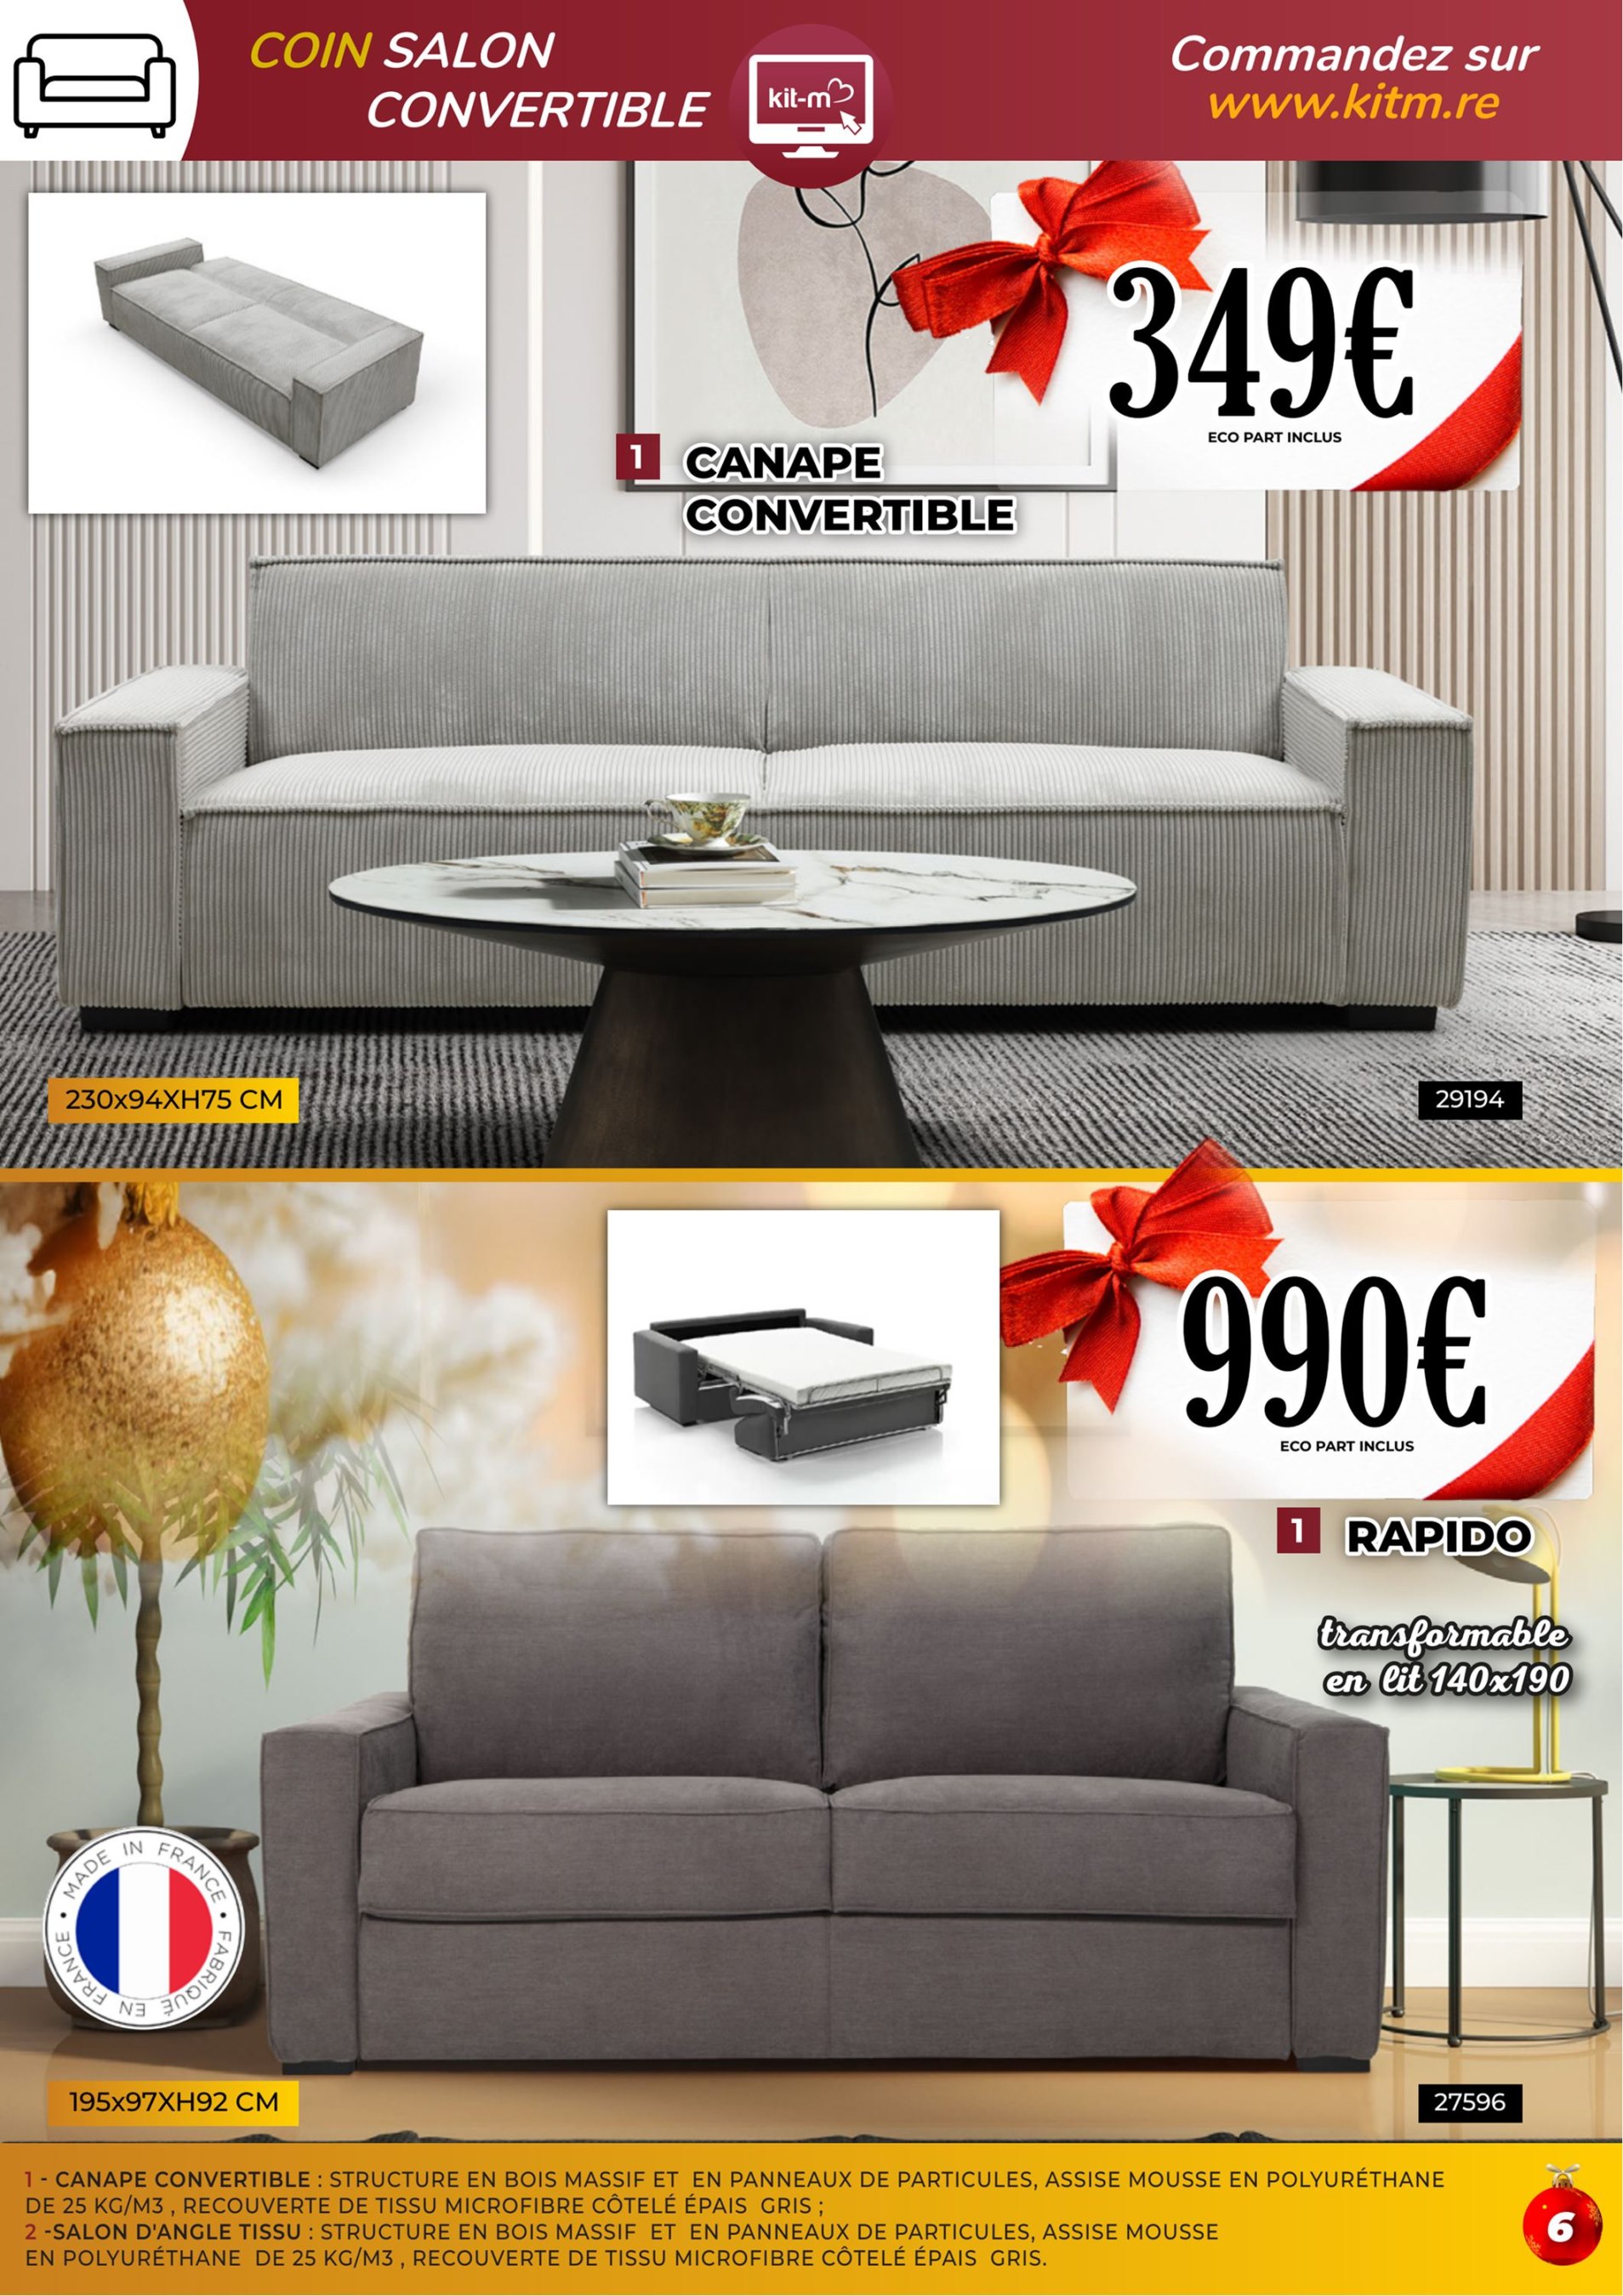 COIN SALON
CONVERTIBLE
kit-m
Commandez sur
www.kitm.re
349€
ECO PART INCLUS
1 CANAPE
CONVERTIBLE
230x94XH75 CM
29194
990€
ECO PART INCLUS
1 RAPIDO
transformable
en lit 140x190
MADE IN FRANCE • FABRIQUÉ EN FRANCE •
195x97XH92 CM
27596
1 - CANAPE CONVERTIBLE : STRUCTURE EN BOIS MASSIF ET EN PANNEAUX DE PARTICULES, ASSISE MOUSSE EN POLYURÉTHANE
DE 25 KG/M3 , RECOUVERTE DE TISSU MICROFIBRE CÔTELÉ ÉPAIS GRIS ;
2 -SALON D'ANGLE TISSU : STRUCTURE EN BOIS MASSIF ET EN PANNEAUX DE PARTICULES, ASSISE MOUSSE
EN POLYURÉTHANE DE 25 KG/M3 , RECOUVERTE DE TISSU MICROFIBRE CÔTELÉ ÉPAIS GRIS.
6